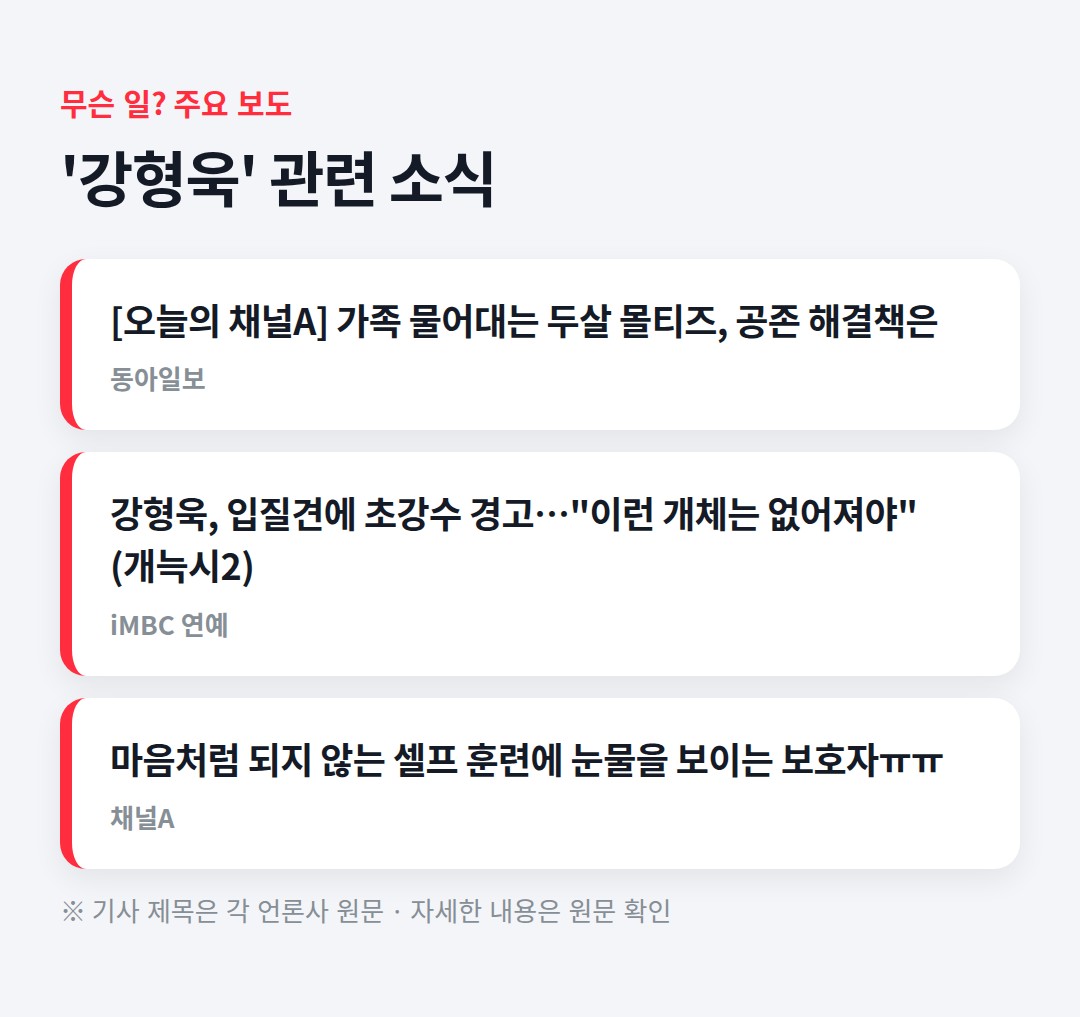 무슨 일? 주요 보도
'강형욱' 관련 소식
[오늘의 채널A] 가족 물어대는 두살 몰티즈, 공존 해결책은
동아일보
강형욱, 입질견에 초강수 경고…"이런 개체는 없어져야"
(개늑시2)
iMBC 연예
마음처럼 되지 않는 셀프 훈련에 눈물을 보이는 보호자ㅠㅠ
채널A
※ 기사 제목은 각 언론사 원문 · 자세한 내용은 원문 확인